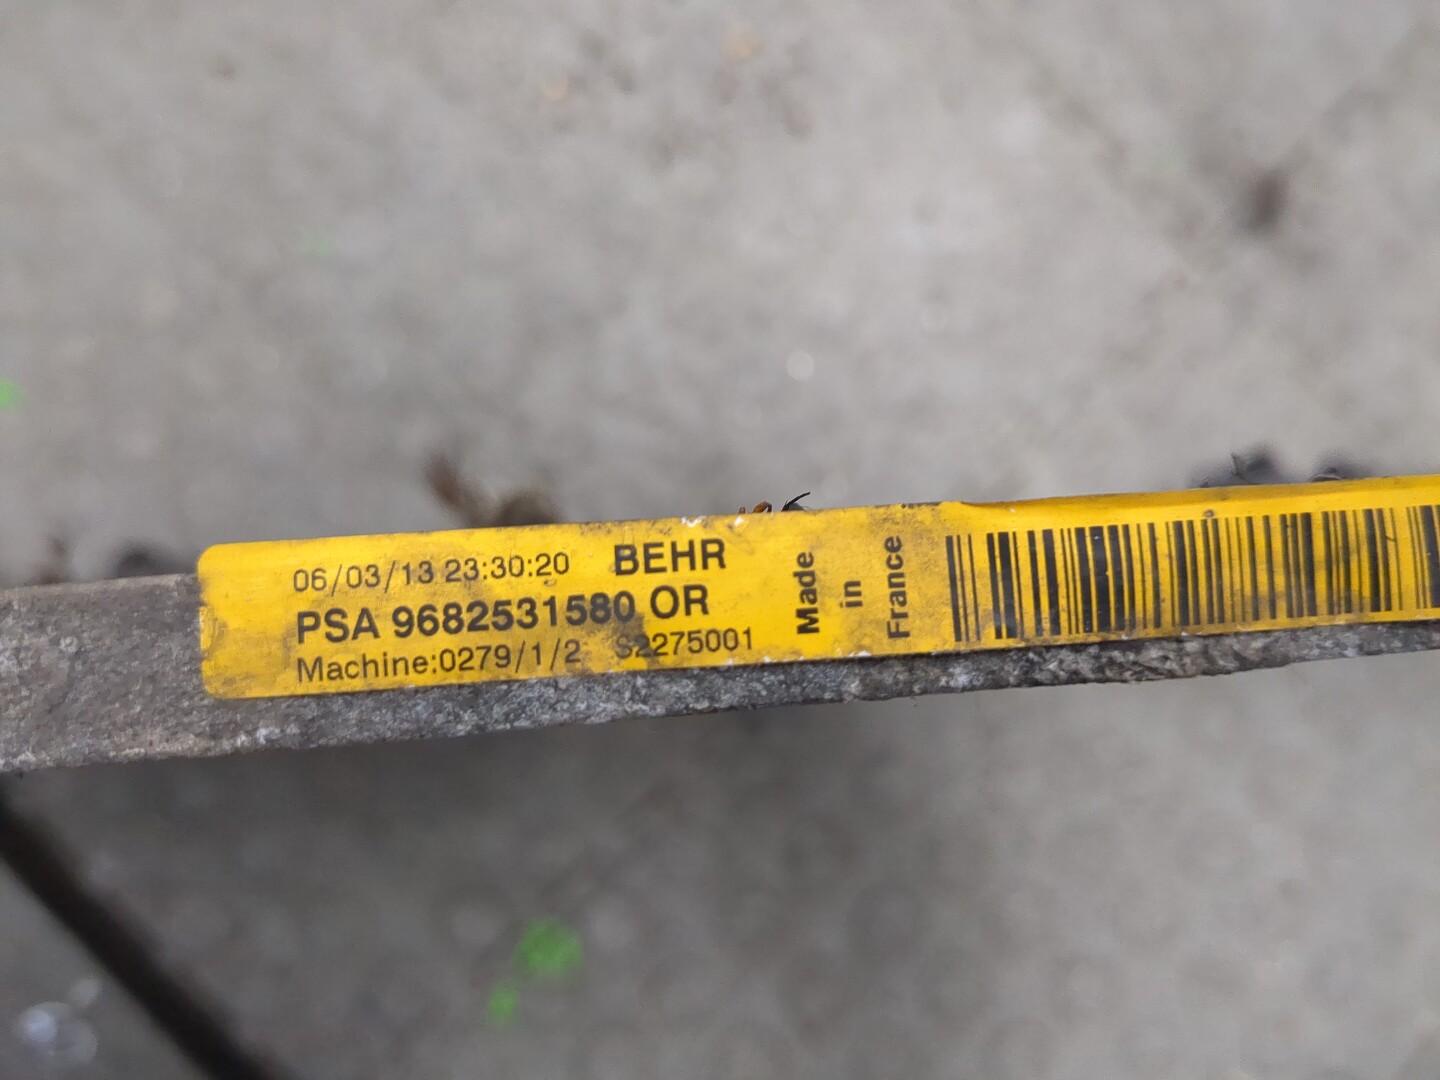 06/03/13 23:30:20 BEHR
PSA 9682531580 OR
Machine:0279/1/2 S2275001
Made
in
France